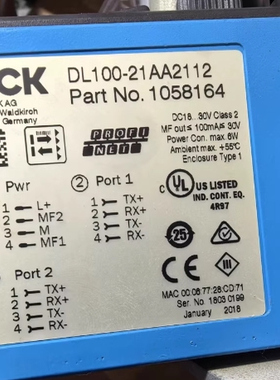 CK
DL100-21AA2112
Part No. 1058164
K AG
Waldkirch
Germany
DC18...30V Class 2
MF out≤ 100mA≤ 30V
Power Con. max. 6W
Ambient max. +55°C
Enclosure Type 1
PROFI
NET
Pwr
② Port 1
1 L+
2 MF2
3 M
4 MF1
1 TX+
2 RX+
3 TX-
4 RX-
c UL US LISTED
IND. CONT. EQ.
4R97
Port 2
1 TX+
2 RX+
3 TX-
4 RX-
25
CE
III
MAC 00:06:77:28:CD:71
Ser. No. 1803 0199
January 2018